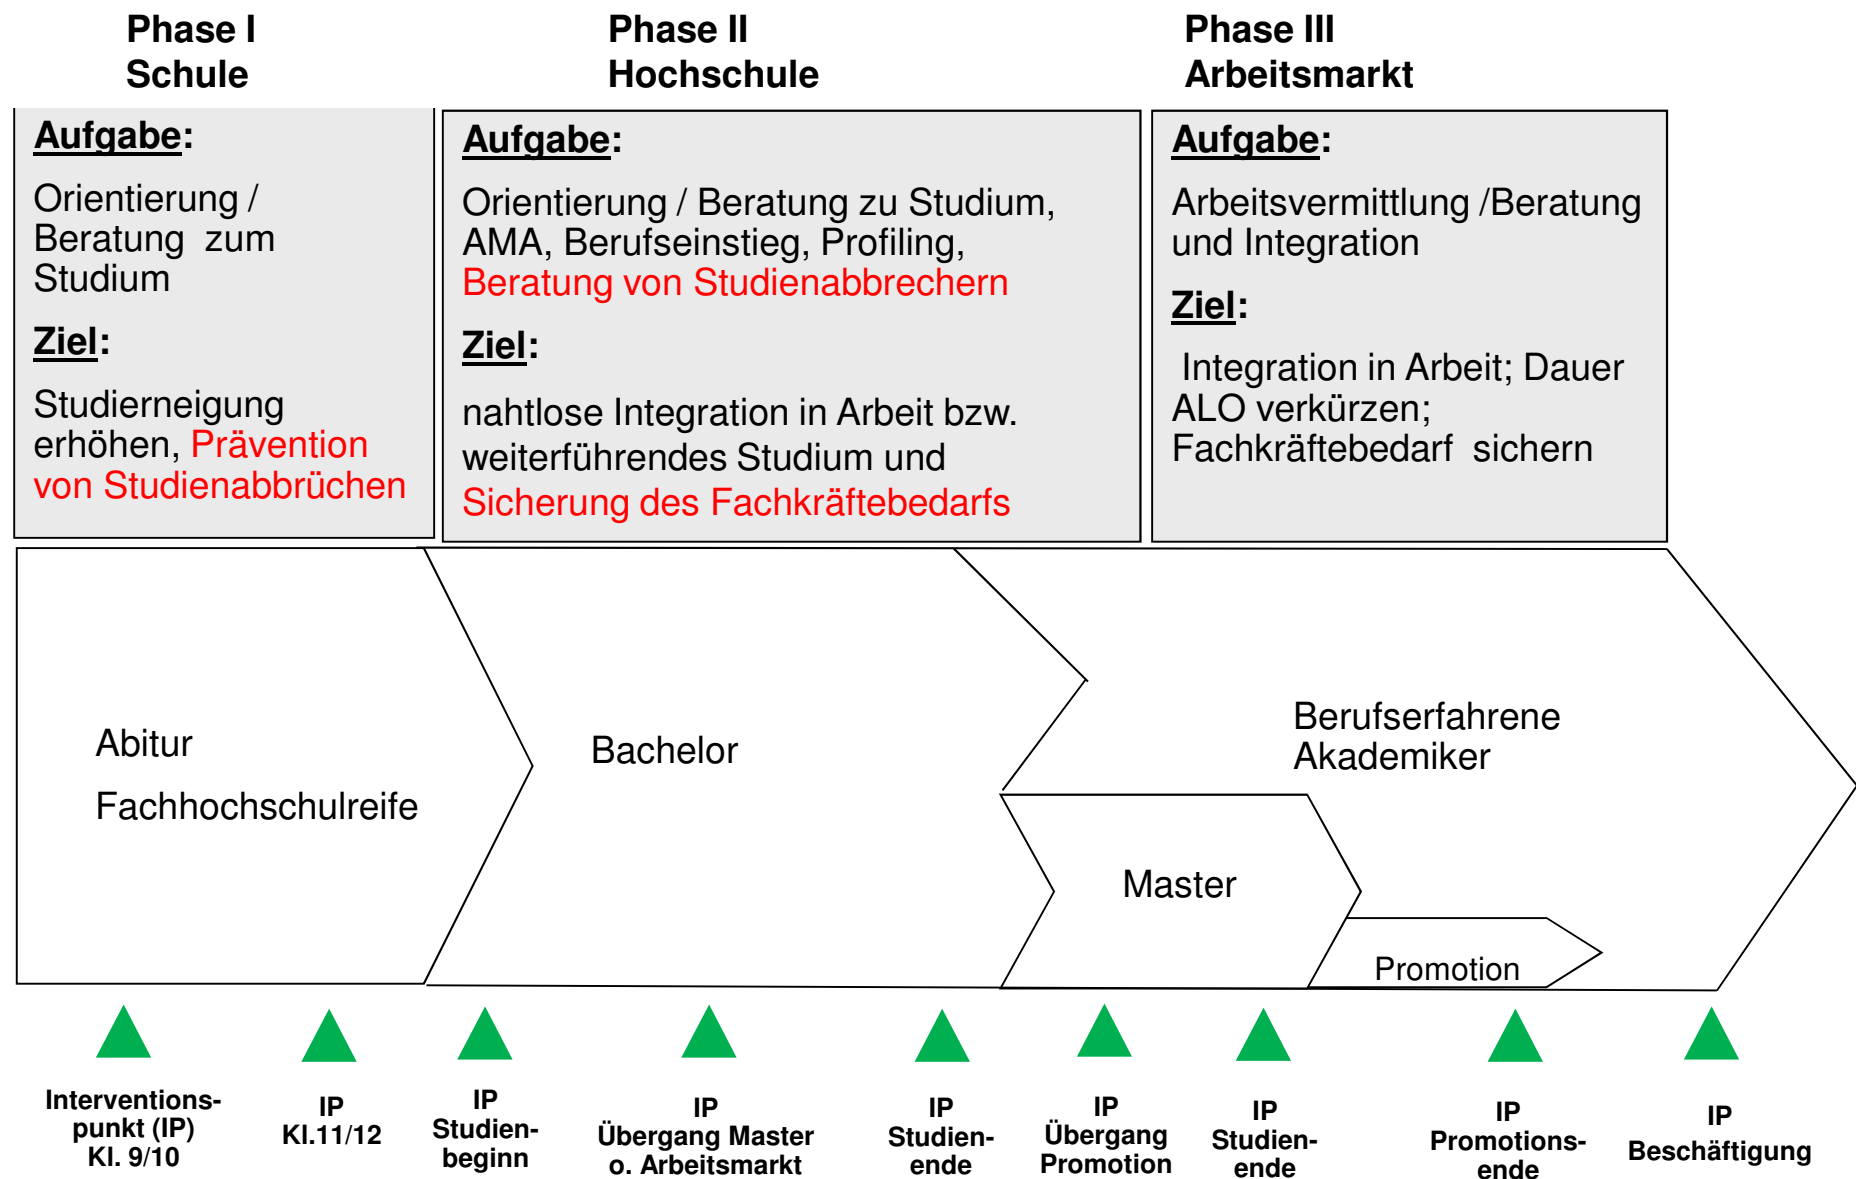 Phase I
Schule
Phase II
Hochschule
Phase III
Arbeitsmarkt
Aufgabe:
Orientierung /
Beratung zum
Studium
Ziel:
Studierneigung
erhöhen, Prävention
von Studienabbrüchen
Aufgabe:
Orientierung / Beratung zu Studium,
AMA, Berufseinstieg, Profiling,
Beratung von Studienabbrechern
Ziel:
nahtlose Integration in Arbeit bzw.
weiterführendes Studium und
Sicherung des Fachkräftebedarfs
Aufgabe:
Arbeitsvermittlung /Beratung
und Integration
Ziel:
Integration in Arbeit; Dauer
ALO verkürzen;
Fachkräftebedarf sichern
Abitur
Fachhochschulreife
Bachelor
Berufserfahrene
Akademiker
Master
Promotion
Interventions-
punkt (IP)
Kl. 9/10
IP
Kl.11/12
IP
Studien-
beginn
IP
Übergang Master
o. Arbeitsmarkt
IP
Studien-
ende
IP
Übergang
Promotion
IP
Studien-
ende
IP
Promotions-
ende
IP
Beschäftigung